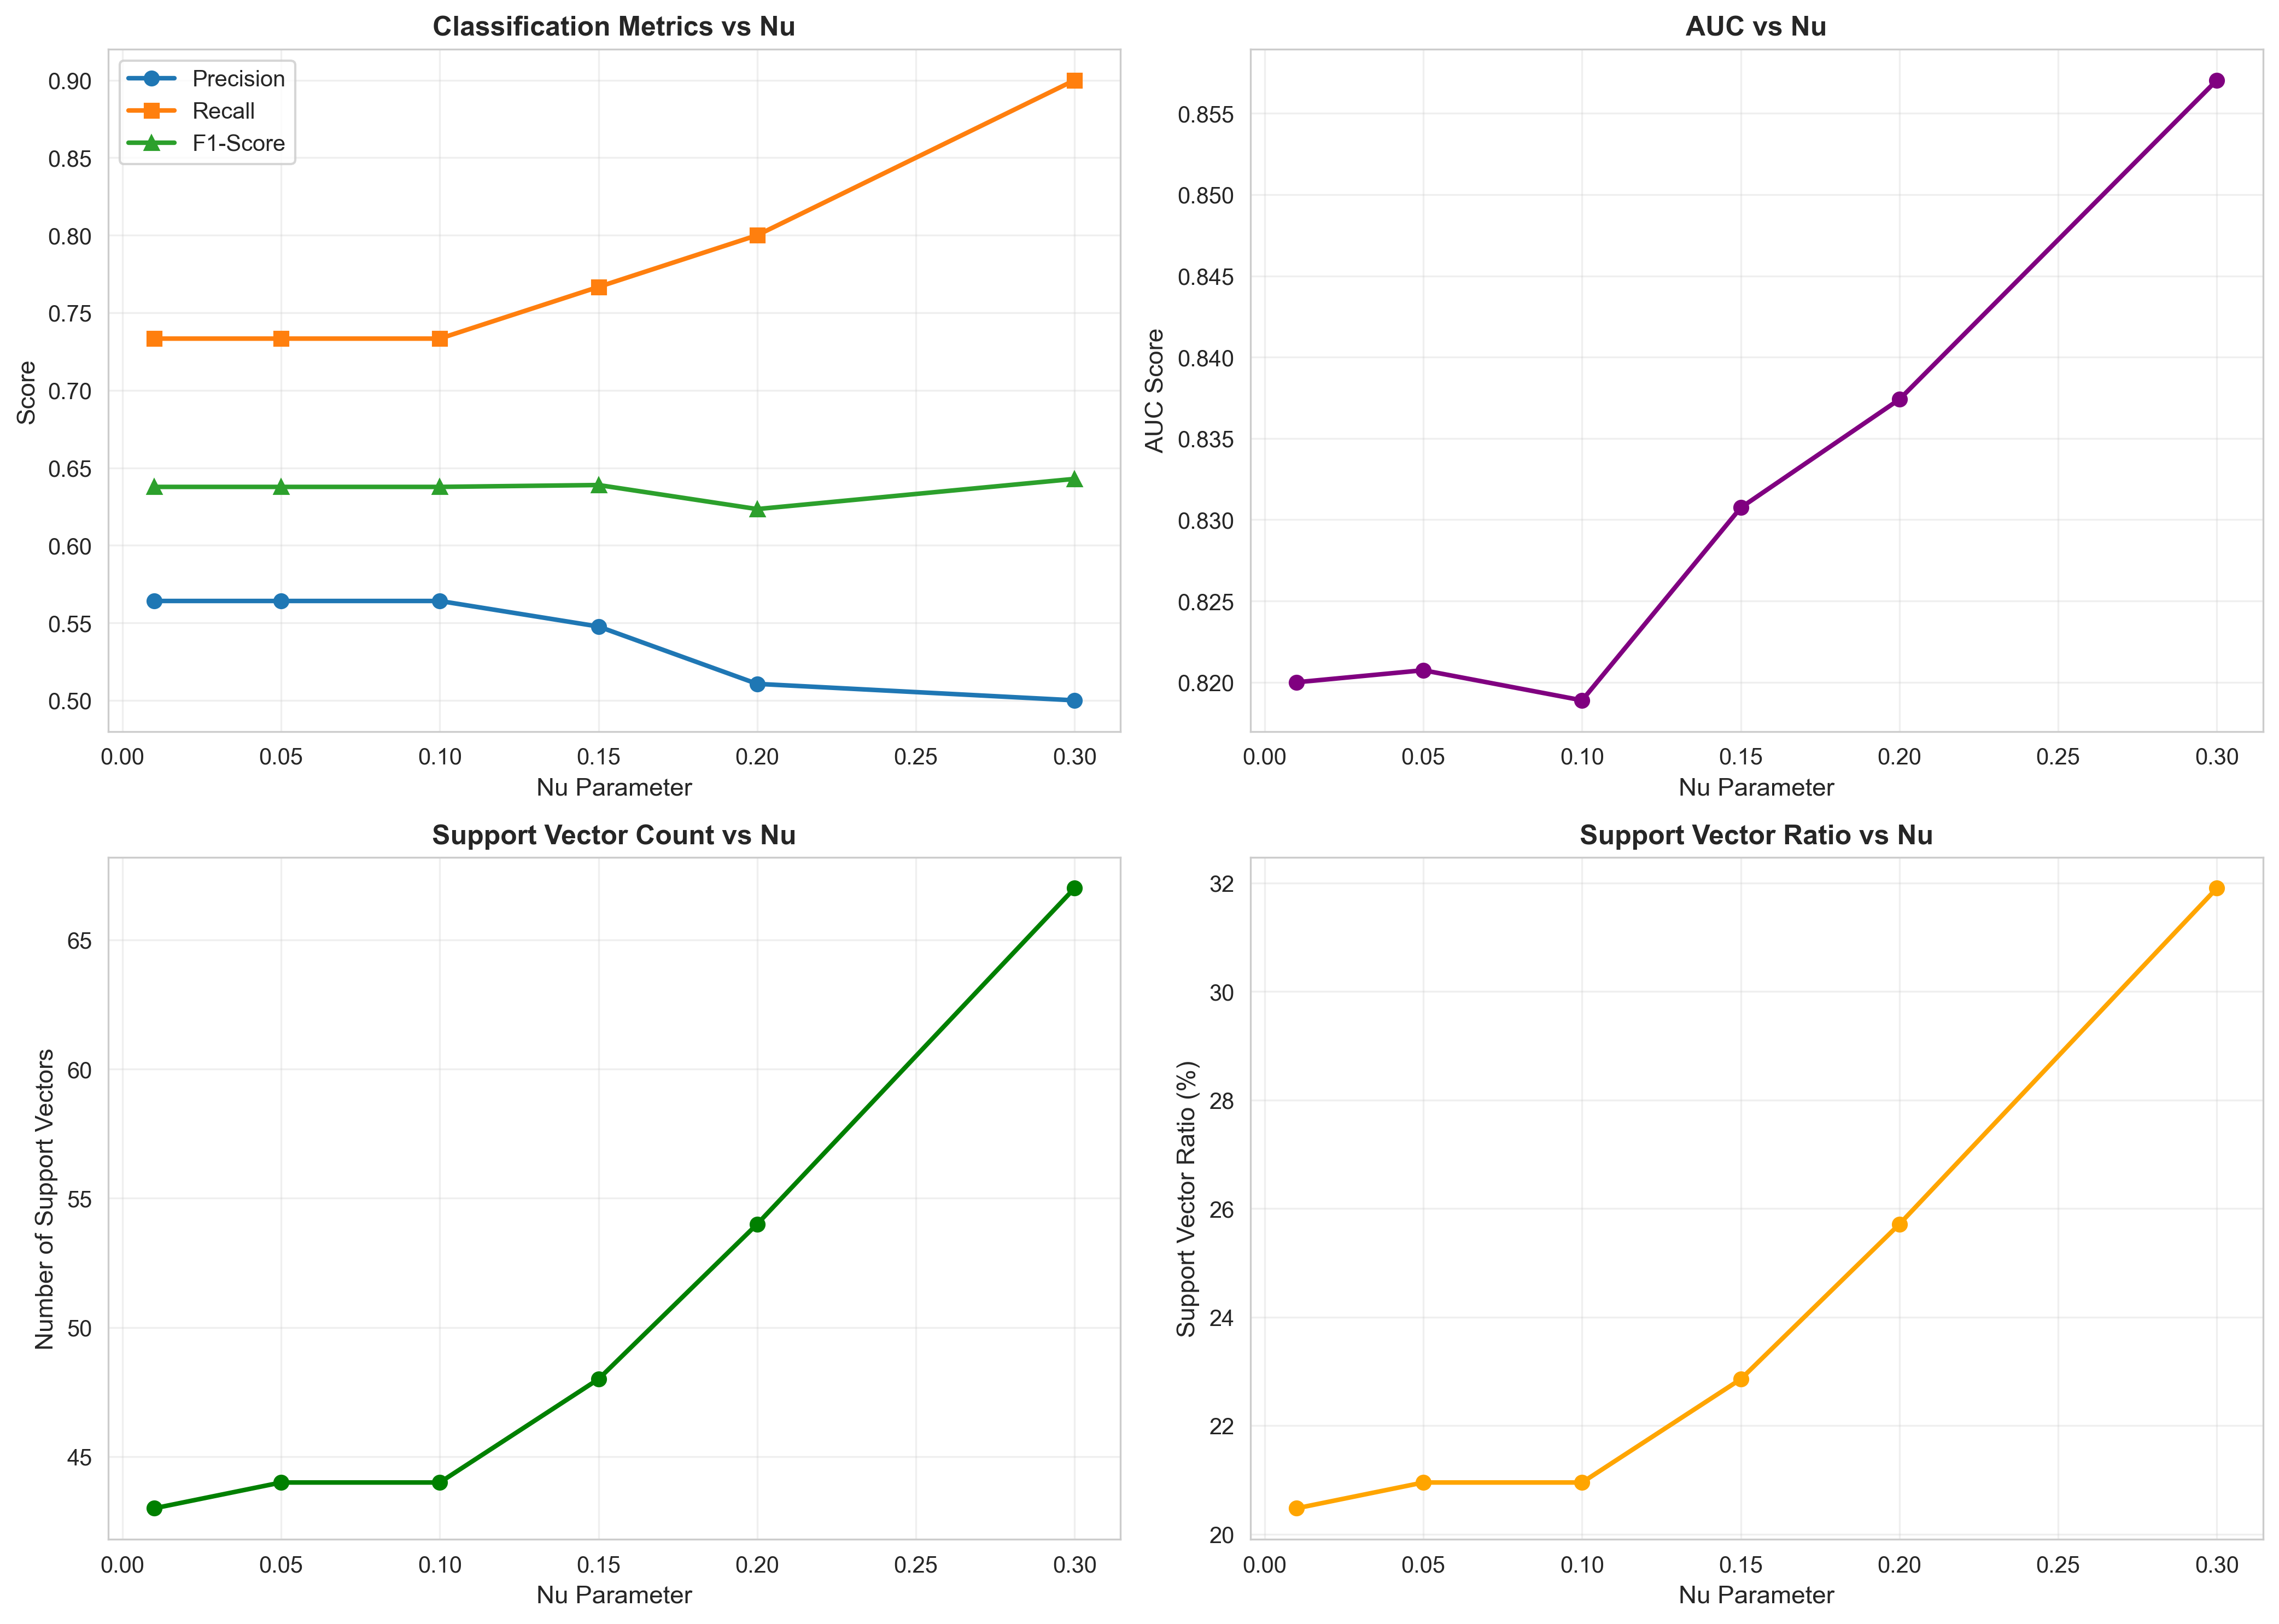 Classification Metrics vs Nu
Precision
Recall
F1-Score
Score
0.90
0.85
0.80
0.75
0.70
0.65
0.60
0.55
0.50
0.00 0.05 0.10 0.15 0.20 0.25 0.30
Nu Parameter
AUC vs Nu
AUC Score
0.855
0.850
0.845
0.840
0.835
0.830
0.825
0.820
0.00 0.05 0.10 0.15 0.20 0.25 0.30
Nu Parameter
Support Vector Count vs Nu
Number of Support Vectors
65
60
55
50
45
0.00 0.05 0.10 0.15 0.20 0.25 0.30
Nu Parameter
Support Vector Ratio vs Nu
Support Vector Ratio (%)
32
30
28
26
24
22
20
0.00 0.05 0.10 0.15 0.20 0.25 0.30
Nu Parameter